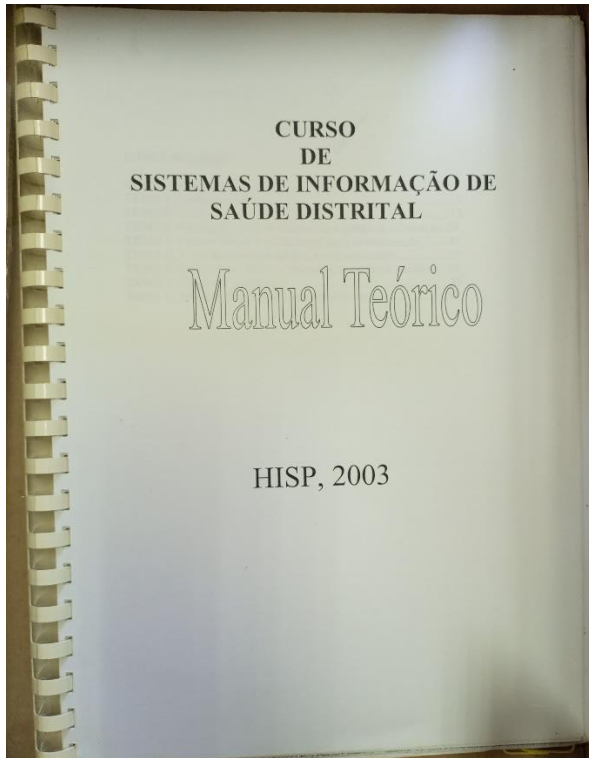 CURSO
DE
SISTEMAS DE INFORMAÇÃO DE
SAÚDE DISTRITAL
Manual Teórico
HISP, 2003